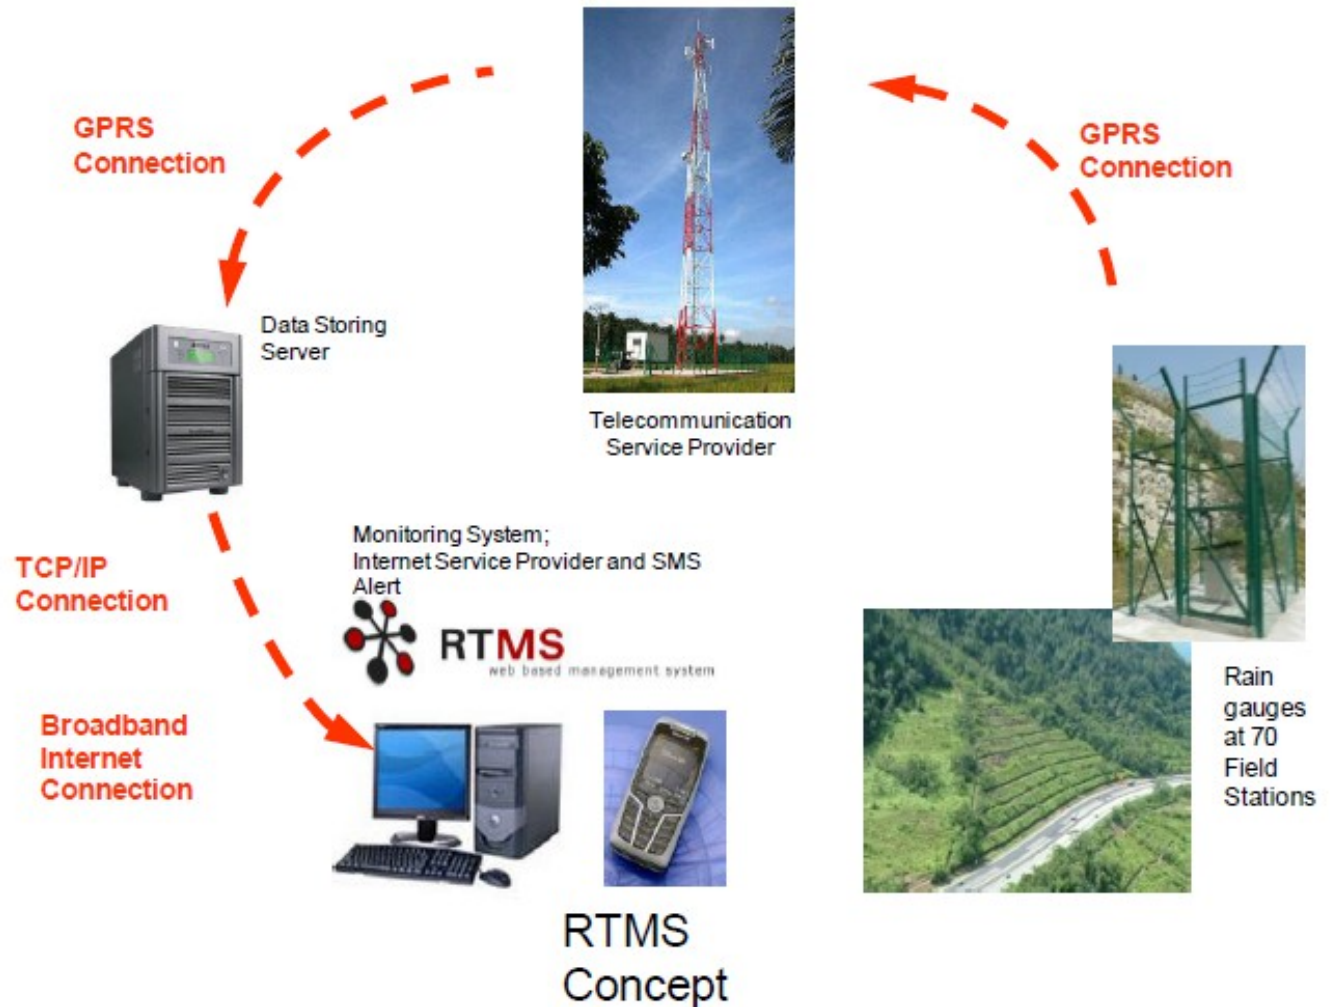 GPRS
Connection
GPRS
Connection
Data Storing
Server
Telecommunication
Service Provider
Monitoring System;
Internet Service Provider and SMS
Alert
TCP/IP
Connection
RTMS
web based management system
Rain
gauges
at 70
Field
Stations
Broadband
Internet
Connection
RTMS
Concept